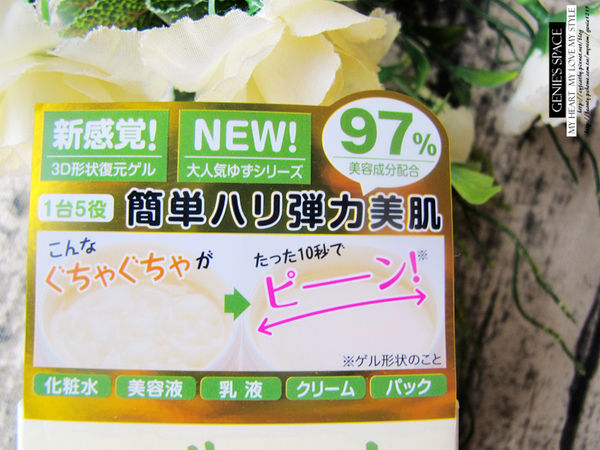 新感覚!
3D形状復元ゲル
NEW!
大人気ゆずシリーズ
97%
美容成分配合
1台5役
簡単ハリ弾力美肌
こんな
ぐちゃぐちゃが
たった10秒で
ピーーン!※
※ゲル形状のこと
化粧水
美容液
乳液
クリーム
パック
GENIE'S SPACE
MY HEART MY LOVE MY STYLE